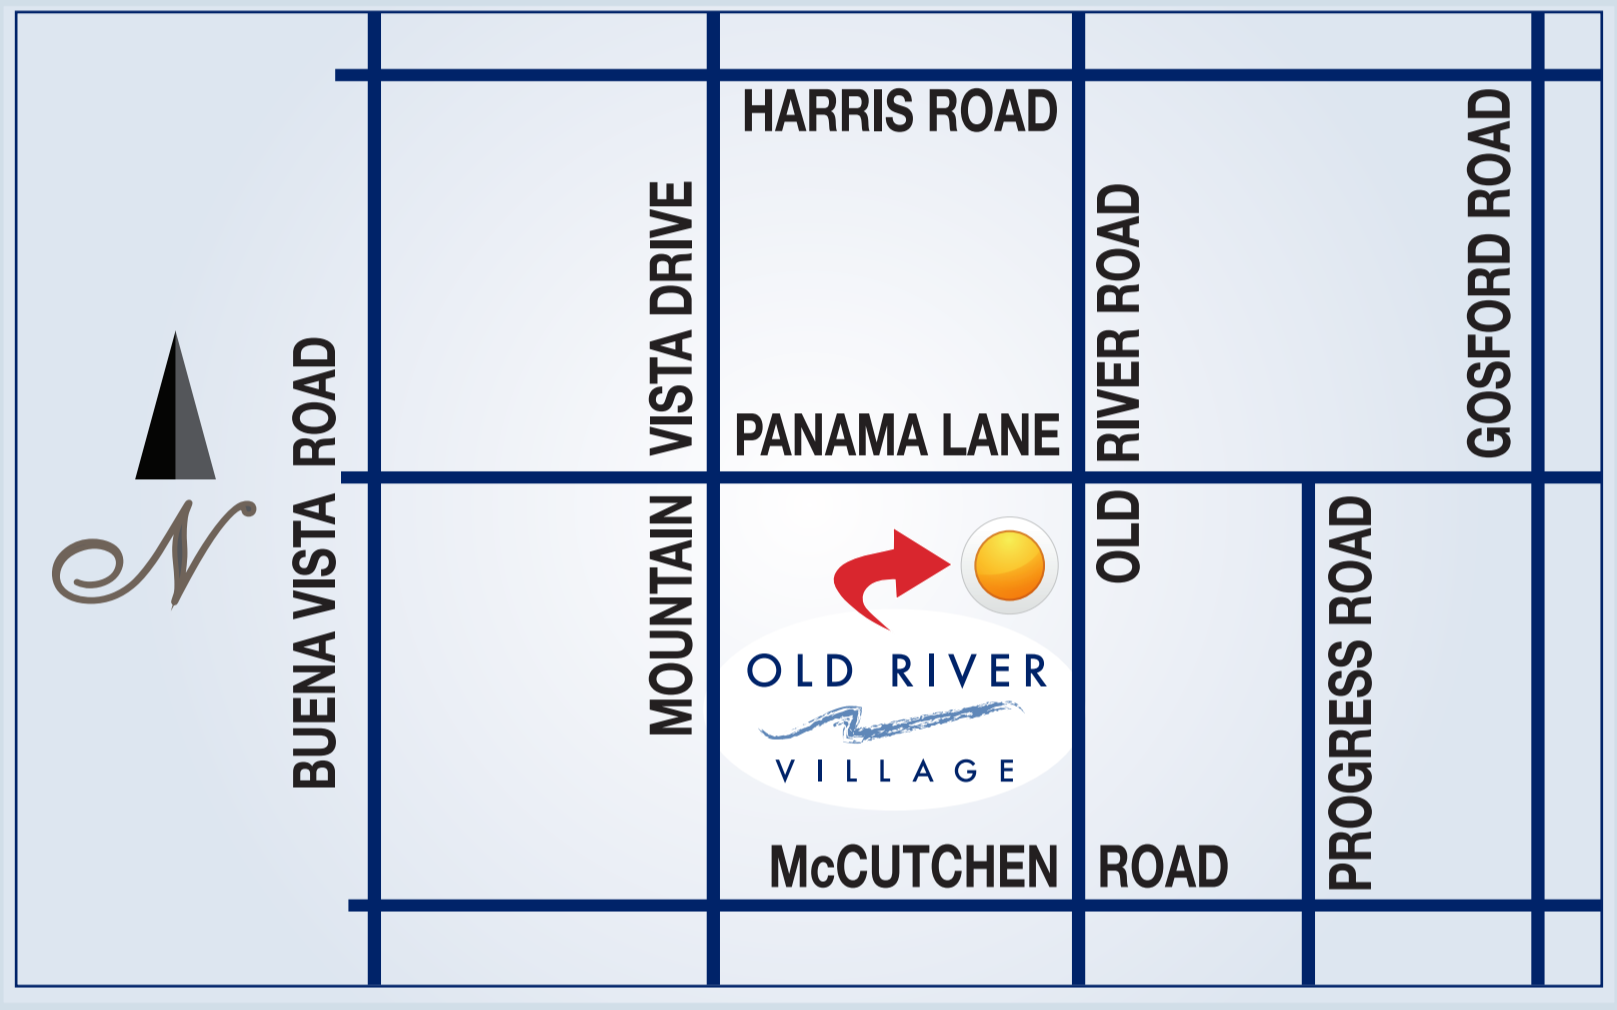 HARRIS ROAD
GOSFORD ROAD
VISTA DRIVE
RIVER ROAD
BUENA VISTA ROAD
PANAMA LANE
MOUNTAIN
OLD
PROGRESS ROAD
N
OLD RIVER
VILLAGE
McCUTCHEN ROAD